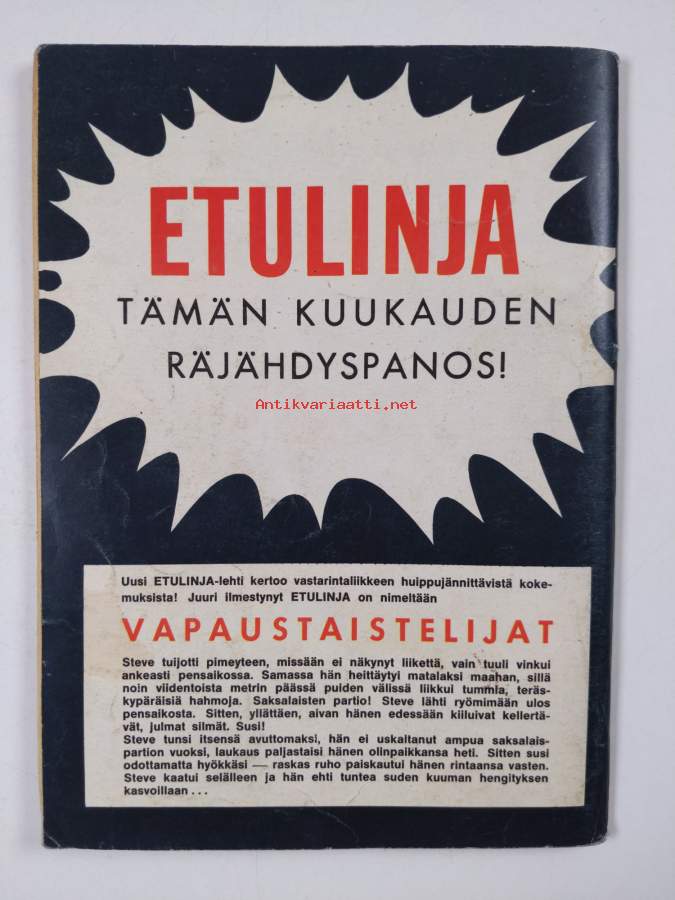 ETULINJA
TÄMÄN KUUKAUDEN
RÄJÄHDYSPANOS!
Antikvariaatti.net
Uusi ETULINJA-lehti kertoo vastarintaliikkeen huippujännittävistä koke-
muksista! Juuri ilmestynyt ETULINJA on nimeltään
VAPAUSTAISTELIJAT
Steve tuijotti pimeyteen, missään ei näkynyt liikettä, vain tuuli vinkui
ankeasti pensaikossa. Samassa hän heittäytyi matalaksi maahan, sillä
noin viidentoista metrin päässä puiden välissä liikkui tummia, teräs-
kypäräisiä hahmoja. Saksalaisten partio! Steve lähti ryömimään ulos
pensaikosta. Sitten, yllättäen, aivan hänen edessään kiiluivat kellertä-
vät, julmat silmät. Susi!
Steve tunsi itsensä avuttomaksi, hän ei uskaltanut ampua saksalais-
partion vuoksi, laukaus paljastaisi hänen olinpaikkansa heti. Sitten susi
odottamatta hyökkäsi — raskas ruho paiskautui hänen rintaansa vasten.
Steve kaatui selälleen ja hän ehti tuntea suden kuuman hengityksen
kasvoillaan . . .